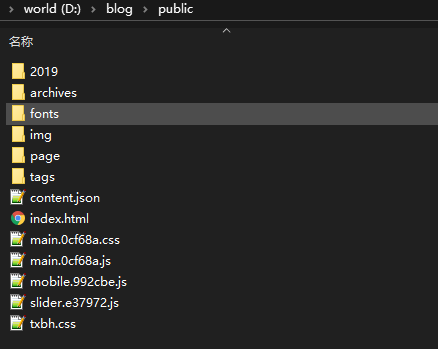 world (D:) > blog > public
名称
2019
archives
fonts
img
page
tags
content.json
index.html
main.0cf68a.css
main.0cf68a.js
mobile.992cbe.js
slider.e37972.js
txbh.css